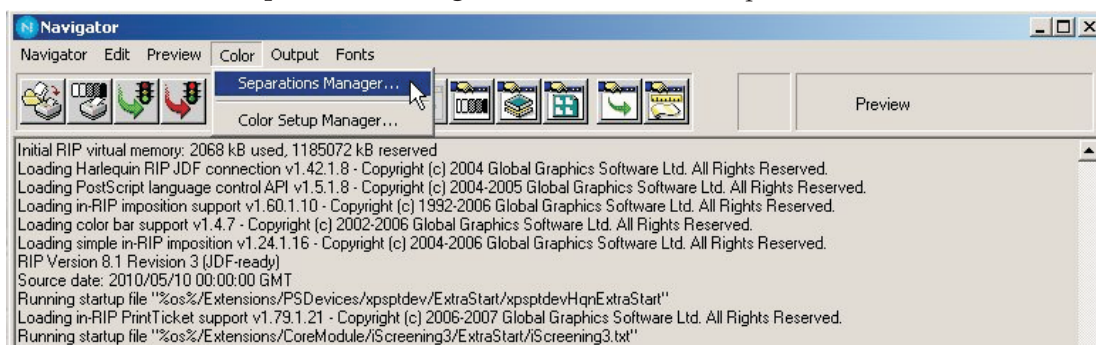 Navigator
Navigator Edit Preview Color Output Fonts
Separations Manager...
Color Setup Manager...
Preview
Initial RIP virtual memory: 2068 kB used, 1185072 kB reserved
Loading Harlequin RIP JDF connection v1.42.1.8 - Copyright (c) 2004 Global Graphics Software Ltd. All Rights Reserved.
Loading PostScript language control API v1.5.1.8 - Copyright (c) 2004-2005 Global Graphics Software Ltd. All Rights Reserved.
Loading in-RIP imposition support v1.60.1.10 - Copyright (c) 1992-2006 Global Graphics Software Ltd. All Rights Reserved.
Loading color bar support v1.4.7 - Copyright (c) 2002-2006 Global Graphics Software Ltd. All Rights Reserved.
Loading simple in-RIP imposition v1.24.1.16 - Copyright (c) 2004-2006 Global Graphics Software Ltd. All Rights Reserved.
RIP Version 8.1 Revision 3 (JDF-ready)
Source date: 2010/05/10 00:00:00 GMT
Running startup file "%os%/Extensions/PSDevices/xpsptdev/ExtraStart/xpsptdevHqnExtraStart"
Loading in-RIP PrintTicket support v1.79.1.21 - Copyright (c) 2006-2007 Global Graphics Software Ltd. All Rights Reserved.
Running startup file "%os%/Extensions/CoreModule/iScreening3/ExtraStart/iScreening3.txt"